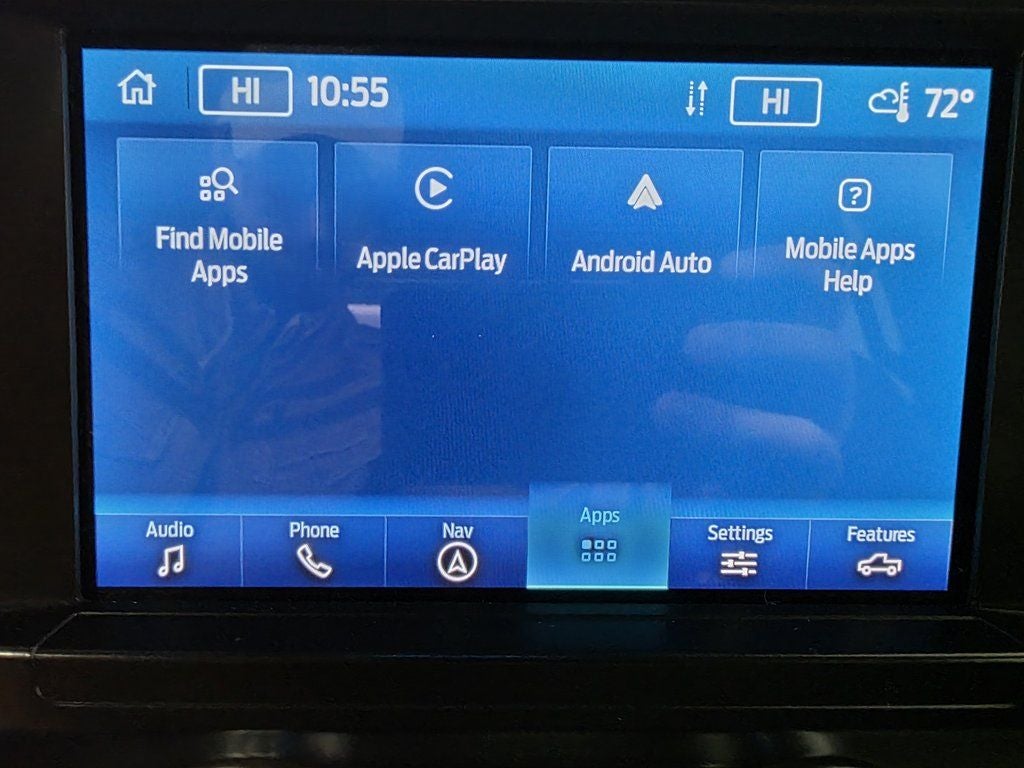 HI 10:55 HI 72°
Find Mobile
Apps
Apple CarPlay
Android Auto
Mobile Apps
Help
Audio Phone Nav Apps Settings Features